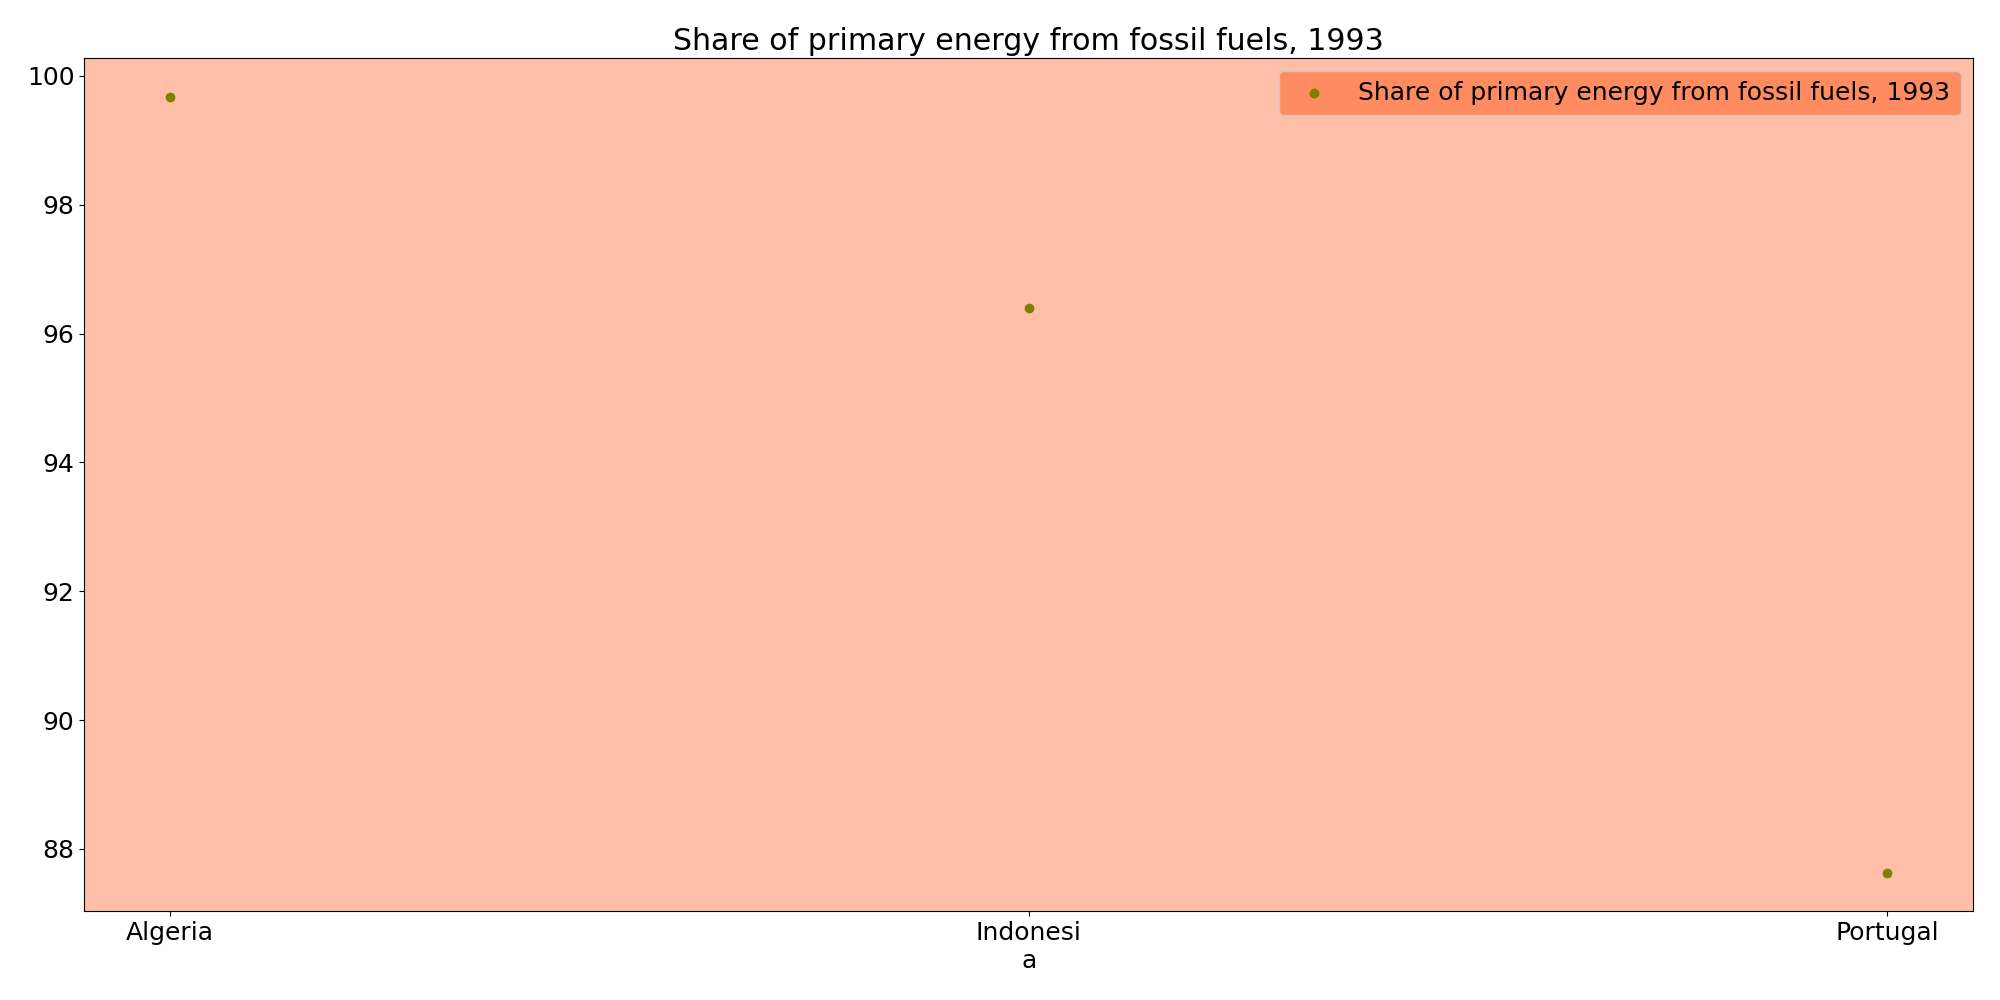 Share of primary energy from fossil fuels, 1993
Share of primary energy from fossil fuels, 1993
100
98
96
94
92
90
88
Algeria
Indonesi
a
Portugal